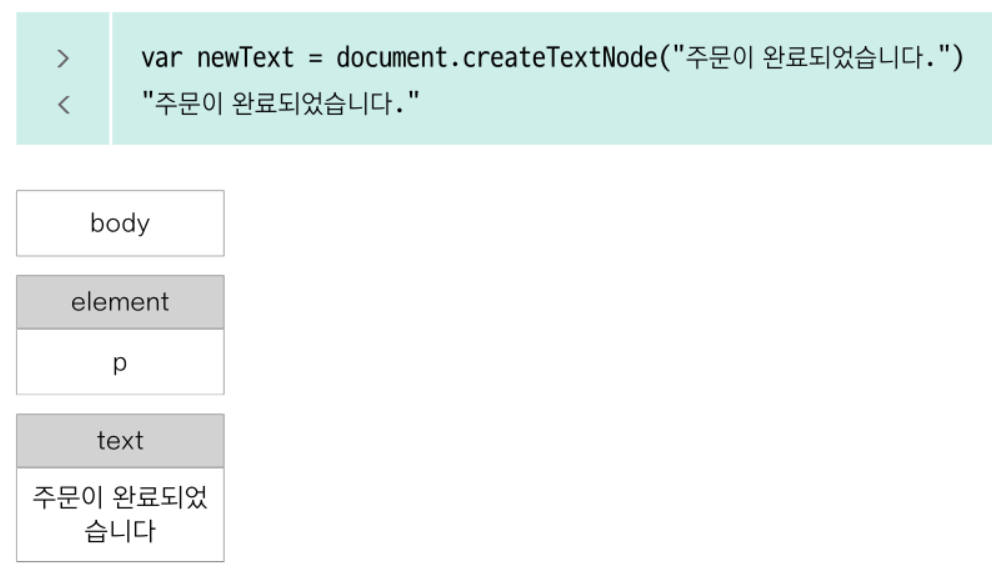 > var newText = document.createTextNode("주문이 완료되었습니다.")
< "주문이 완료되었습니다."
body
element
p
text
주문이 완료되었
습니다